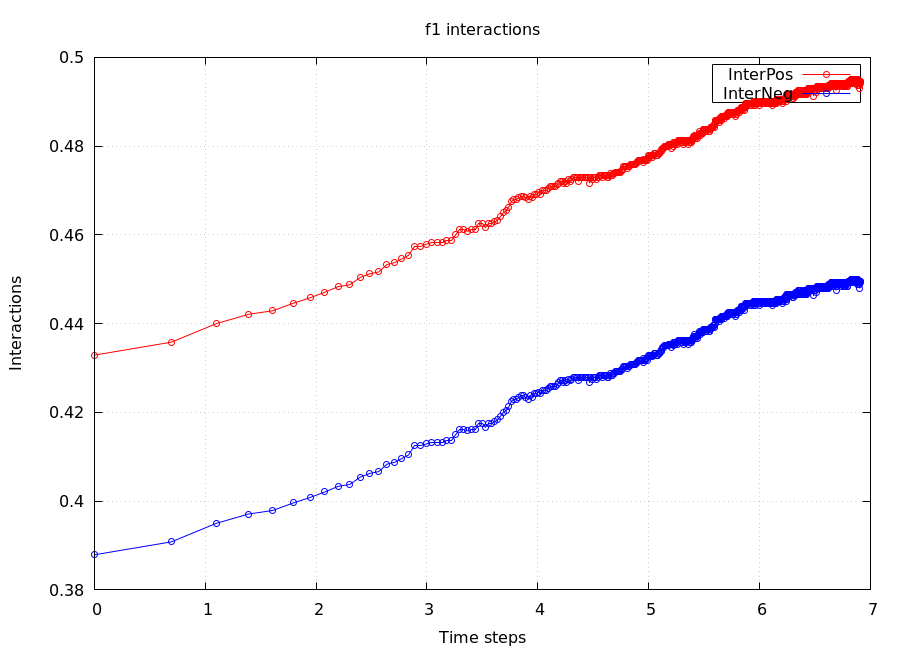 f1 interactions
0.5
0.48
0.46
0.44
0.42
0.4
0.38
0 1 2 3 4 5 6 7
Interactions
Time steps
InterPos
InterNeg